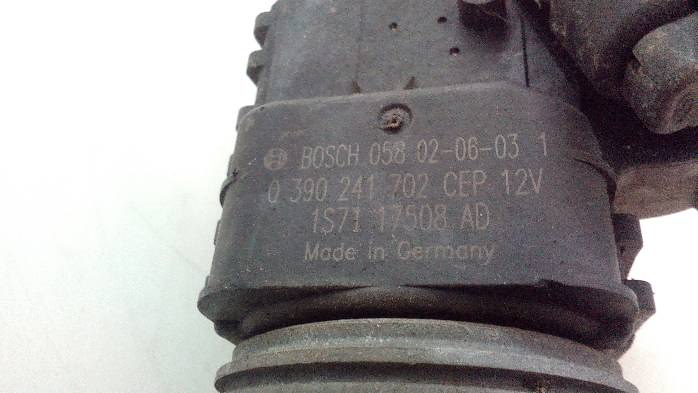 BOSCH 058 02-06-03 1
0 390 241 702 CEP 12V
1S71 17508 AD
Made in Germany